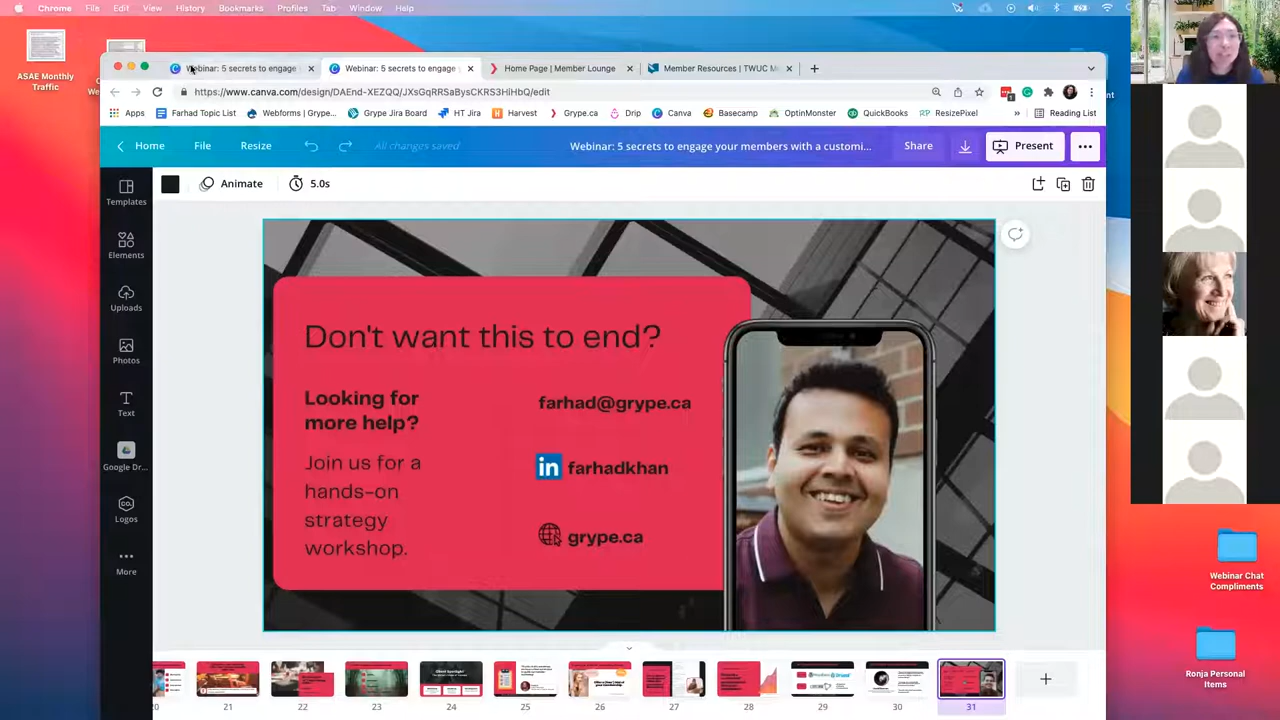 Chrome File Edit View History Bookmarks Profiles Tab Window Help
ASAE Monthly
Traffic
Webinar: 5 secrets to engage
Webinar: 5 secrets to engage
Home Page | Member Lounge
Member Resources | TWUC M
https://www.canva.com/design/DAEnd-XEZQQ/JXsGqRRSaBysCKRS3HiHbQ/edit
Apps Farhad Topic List Webforms | Grype... Grype Jira Board HT Jira Harvest Grype.ca Drip Canva Basecamp OptinMonster QuickBooks ResizePixel » Reading List
Home File Resize All changes saved Webinar: 5 secrets to engage your members with a customi... Share Present
Animate 5.0s
Templates
Elements
Uploads
Photos
Text
Google Dr...
Logos
More
Don't want this to end?
Looking for
more help?
Join us for a
hands-on
strategy
workshop.
farhad@grype.ca
in farhadkhan
grype.ca
20 21 22 23 24 25 26 27 28 29 30 31
Webinar Chat
Compliments
Ronja Personal
Items